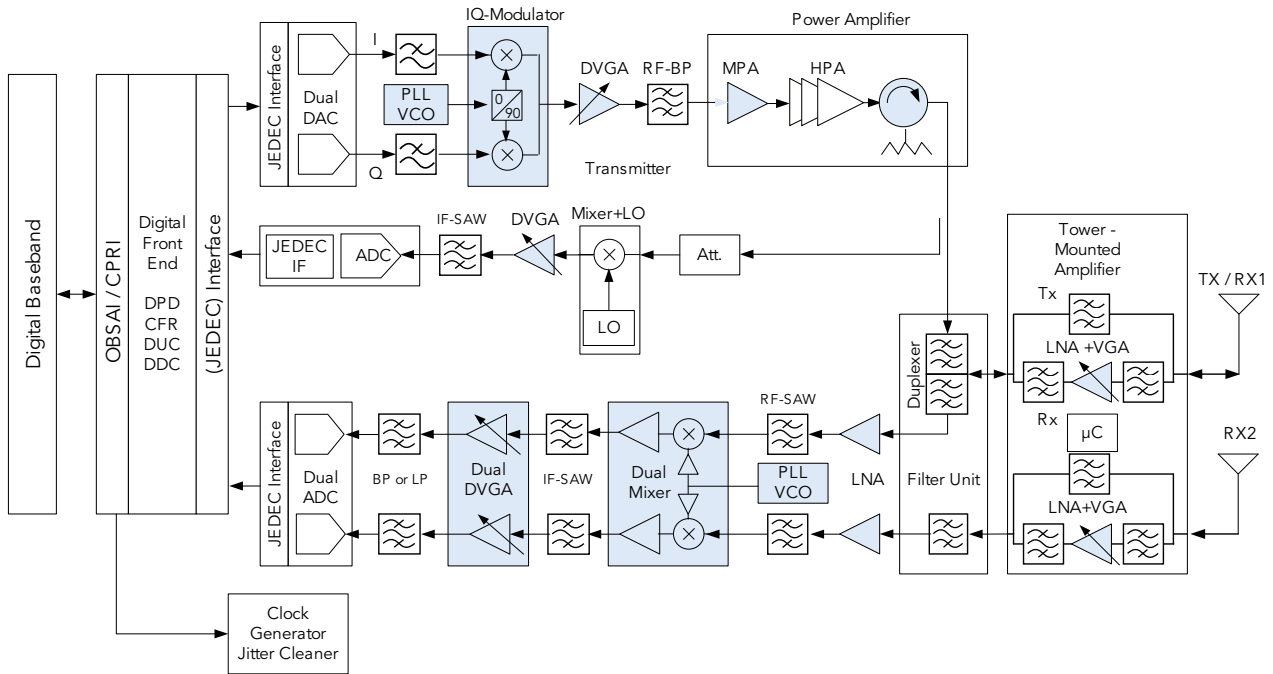 IQ-Modulator
Power Amplifier
JEDEC Interface
Dual
DAC
I
Q
PLL
VCO
0
90
DVGA
RF-BP
MPA
HPA
Transmitter
Digital Baseband
OBSAI / CPRI
Digital
Front
End
DPD
CFR
DUC
DDC
(JEDEC) Interface
JEDEC
IF
ADC
IF-SAW
DVGA
Mixer+LO
LO
Att.
Tower -
Mounted
Amplifier
Tx
LNA +VGA
Rx
µC
LNA+VGA
TX / RX1
RX2
Duplexer
Filter Unit
JEDEC Interface
Dual
ADC
BP or LP
Dual
DVGA
IF-SAW
Dual
Mixer
RF-SAW
PLL
VCO
LNA
Clock
Generator
Jitter Cleaner